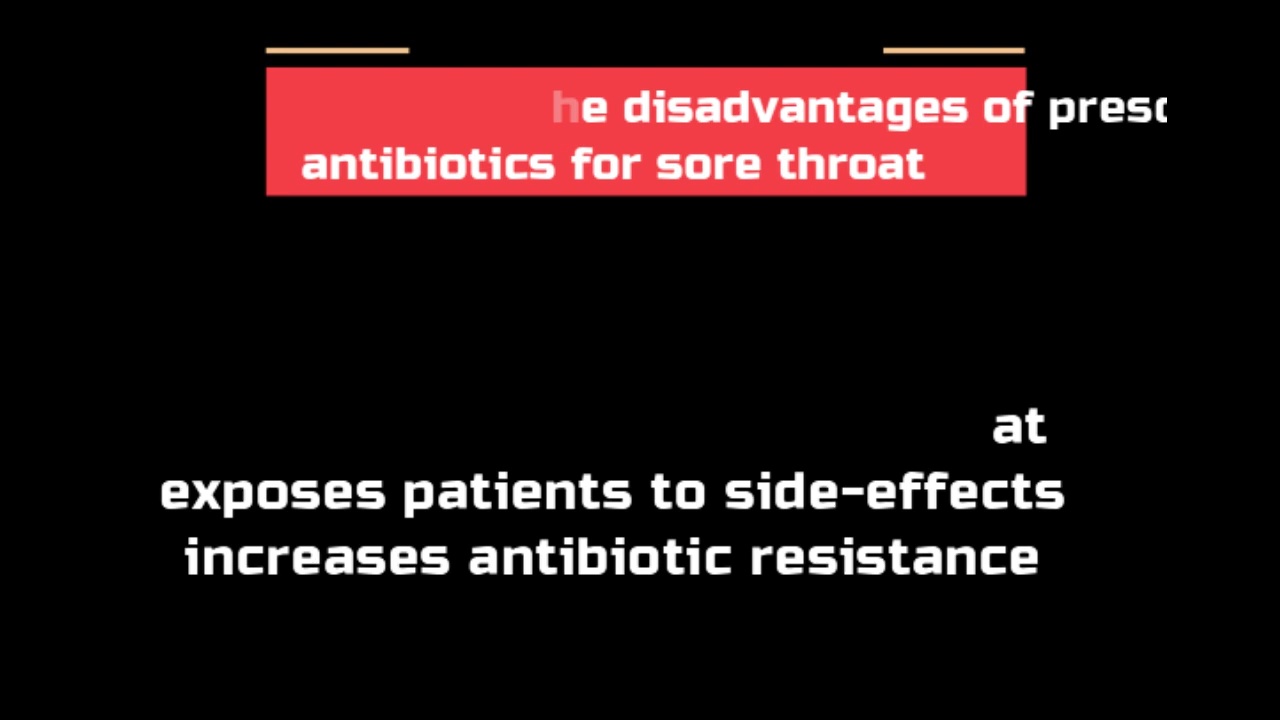 he disadvantages of presc
antibiotics for sore throat
at
exposes patients to side-effects
increases antibiotic resistance